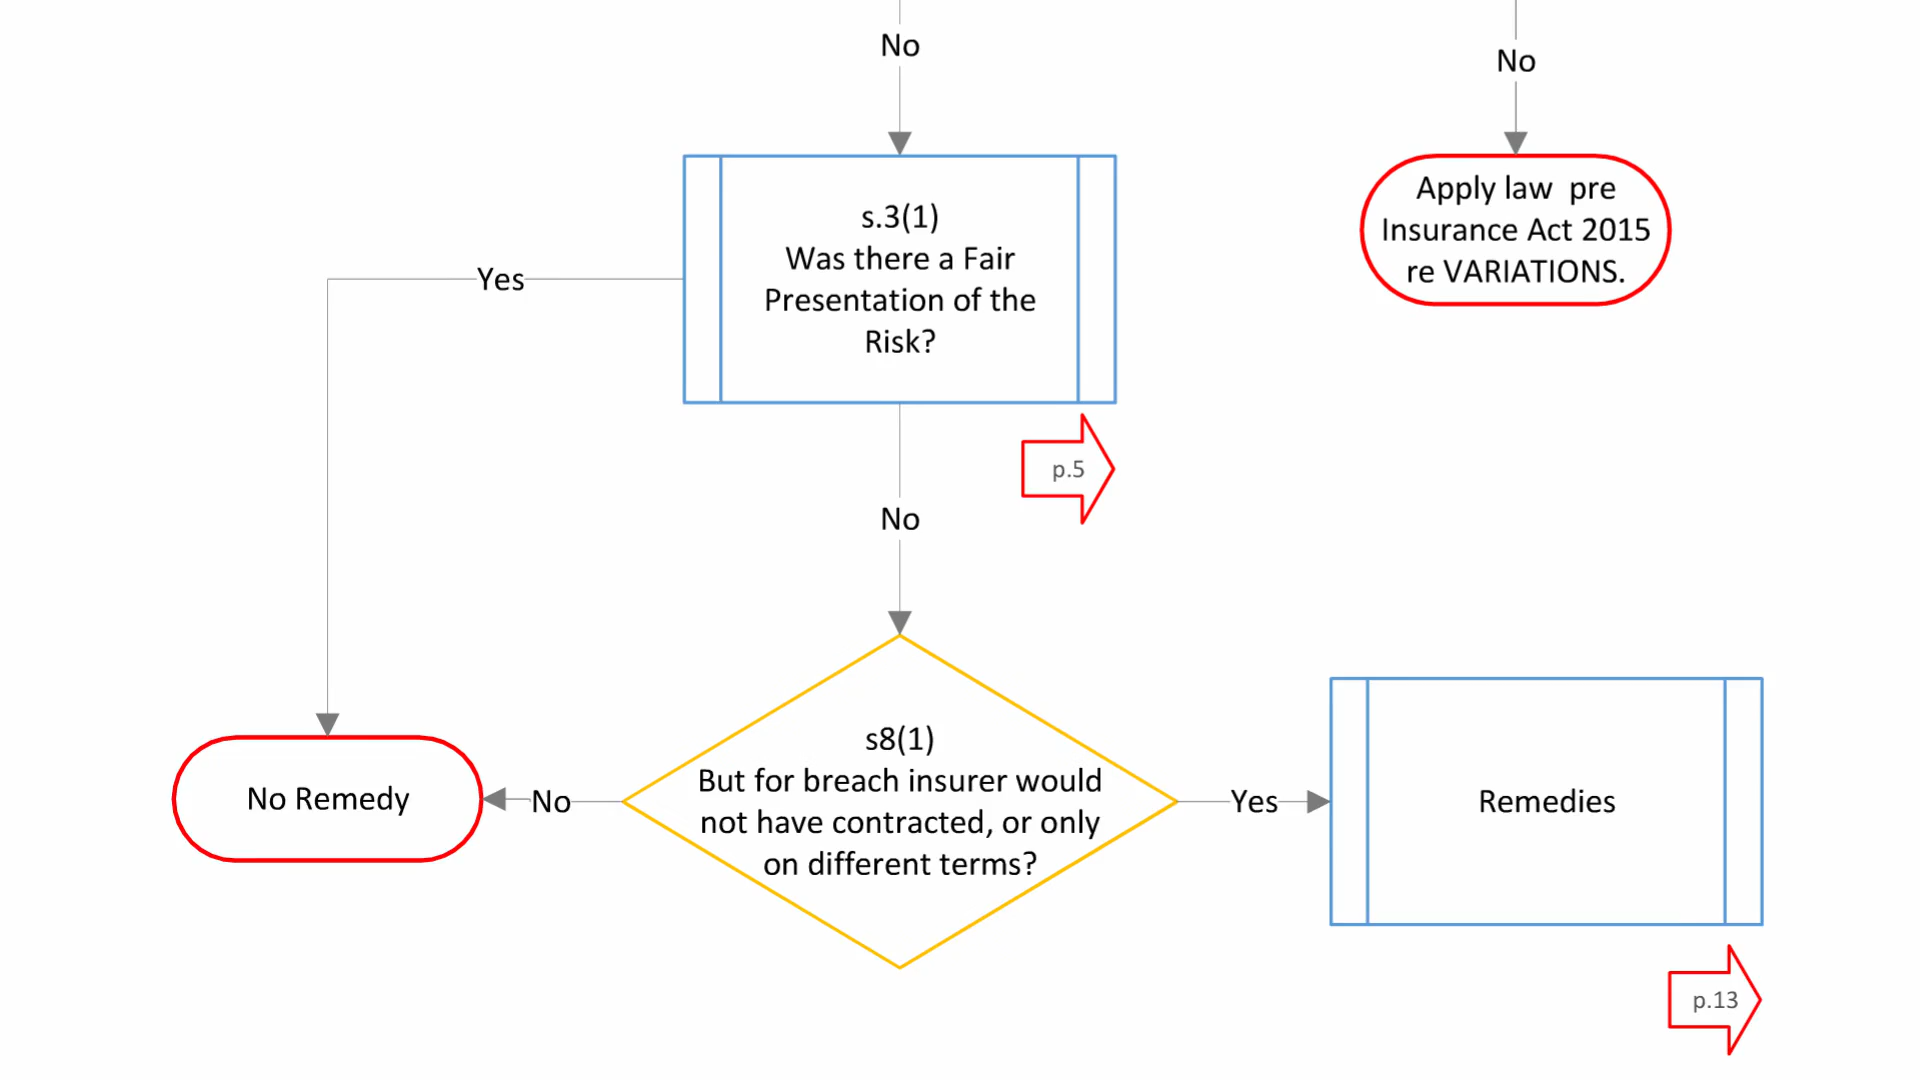 No
No
s.3(1)
Was there a Fair
Presentation of the
Risk?
Apply law  pre
Insurance Act 2015
re VARIATIONS.
Yes
p.5
No
s8(1)
But for breach insurer would
not have contracted, or only
on different terms?
No Remedy
No
Yes
Remedies
p.13